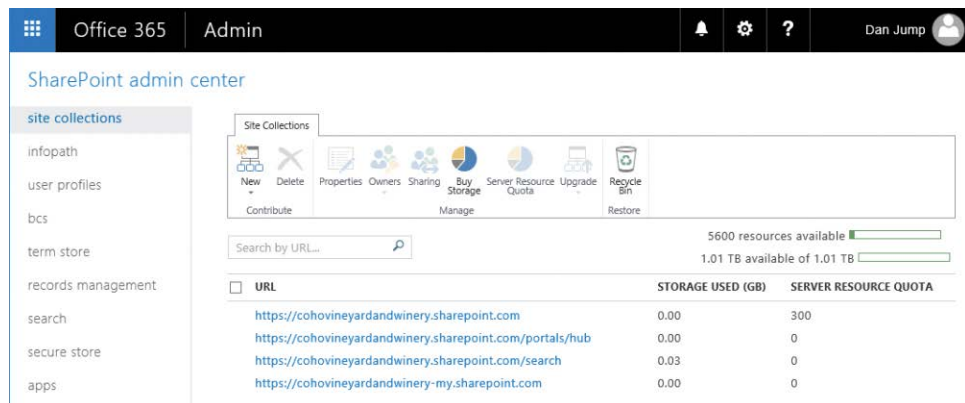 Office 365 Admin ? Dan Jump
SharePoint admin center
site collections
infopath
user profiles
bcs
term store
records management
search
secure store
apps
Site Collections
New Delete Properties Owners Sharing Buy Storage Server Resource Quota Upgrade Recycle Bin
Contribute Manage Restore
Search by URL...
5600 resources available
1.01 TB available of 1.01 TB
URL STORAGE USED (GB) SERVER RESOURCE QUOTA
https://cohovineyardandwinery.sharepoint.com 0.00 300
https://cohovineyardandwinery.sharepoint.com/portals/hub 0.00 0
https://cohovineyardandwinery.sharepoint.com/search 0.03 0
https://cohovineyardandwinery-my.sharepoint.com 0.00 0